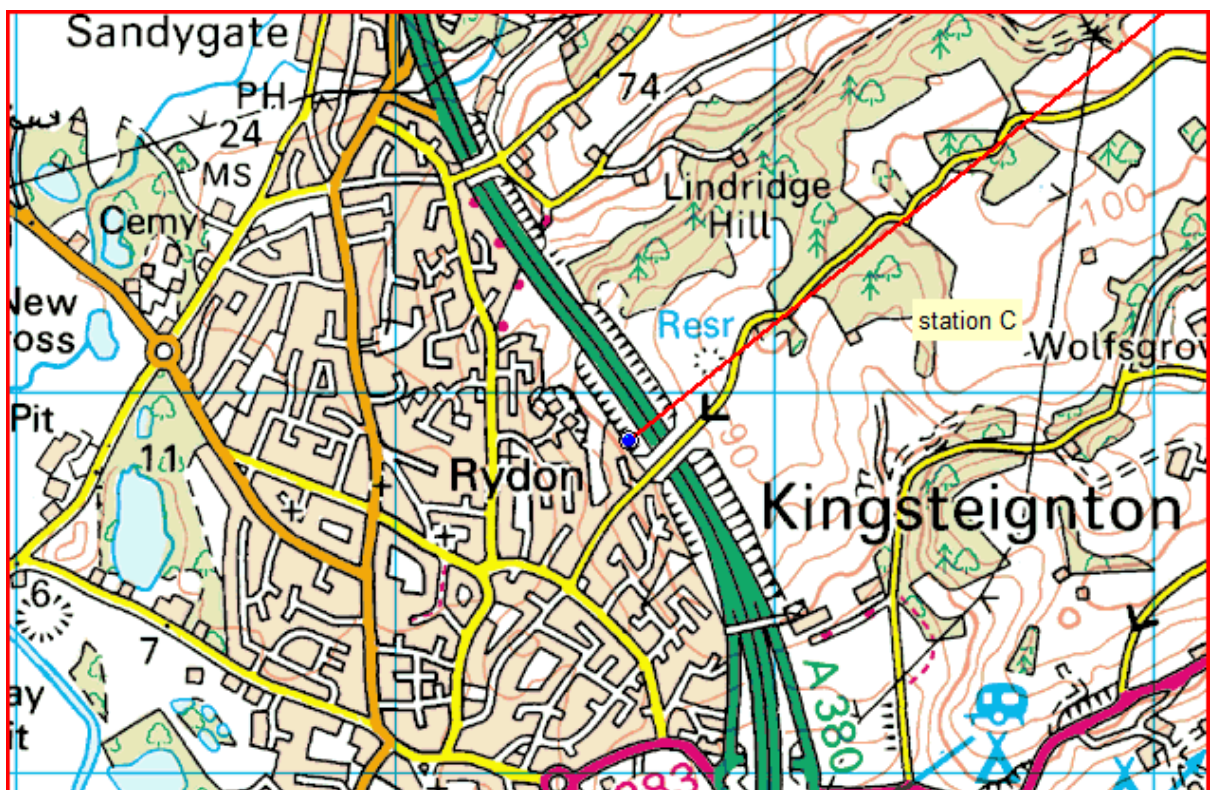 Sandygate
PH
74
24
MS
Lindridge
Hill
100
Cemy
New
oss
Resr
station C
Wolfsgrov
Pit
11
90
Rydon
Kingsteignton
6
7
A 380
ay
it
383